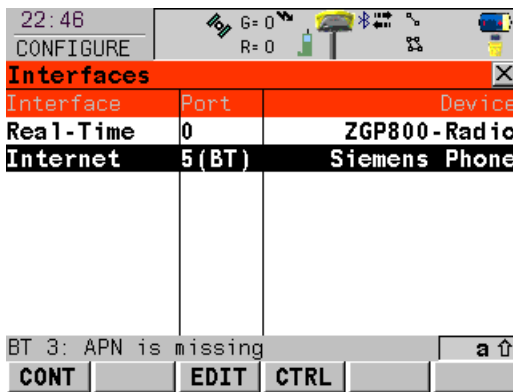 22:46
CONFIGURE
G= 0
R= 0
Interfaces
Interface Port Device
Real-Time 0 ZGP800-Radio
Internet 5(BT) Siemens Phone
BT 3: APN is missing a
CONT EDIT CTRL